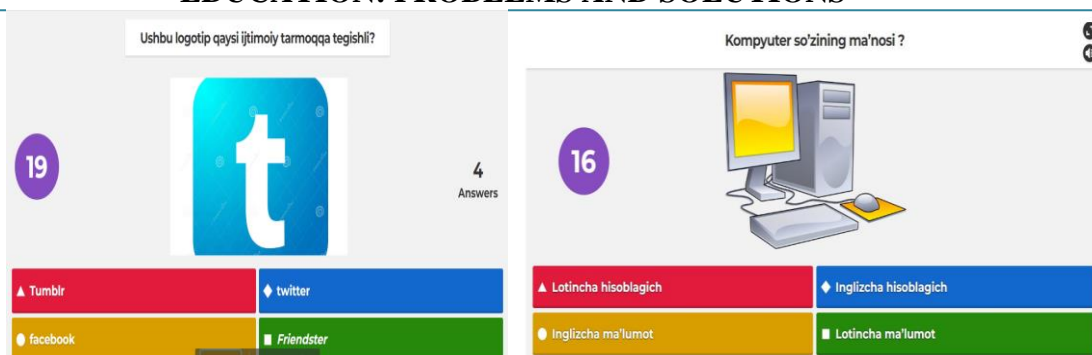 EDUCATION: PROBLEMS AND SOLUTIONS
Ushbu logotip qaysi ijtimoiy tarmoqqa tegishli?
19
t
4
Answers
Tumblr
twitter
facebook
Friendster
Kompyuter so'zining ma'nosi ?
16
Lotincha hisoblagich
Inglizcha hisoblagich
Inglizcha ma'lumot
Lotincha ma'lumot